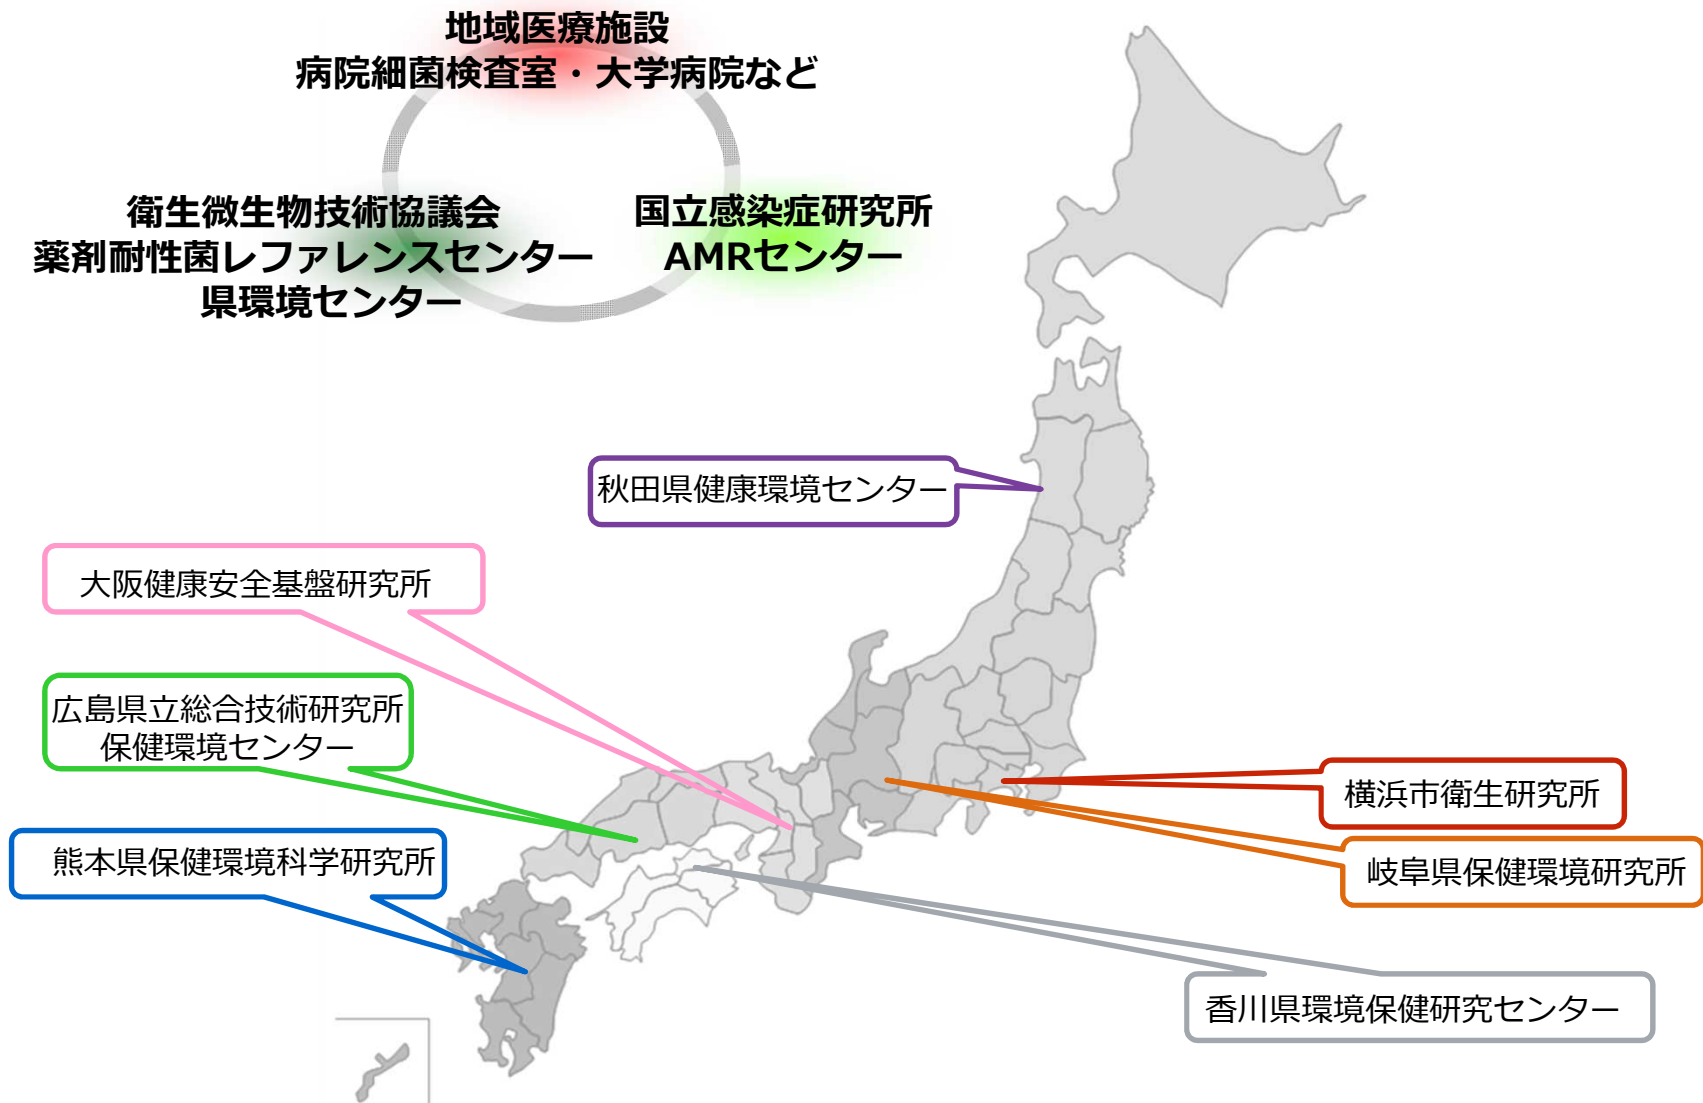 地域医療施設
病院細菌検査室・大学病院など
衛生微生物技術協議会
薬剤耐性菌レファレンスセンター
県環境センター
国立感染症研究所
AMRセンター
秋田県健康環境センター
大阪健康安全基盤研究所
広島県立総合技術研究所
保健環境センター
熊本県保健環境科学研究所
横浜市衛生研究所
岐阜県保健環境研究所
香川県環境保健研究センター